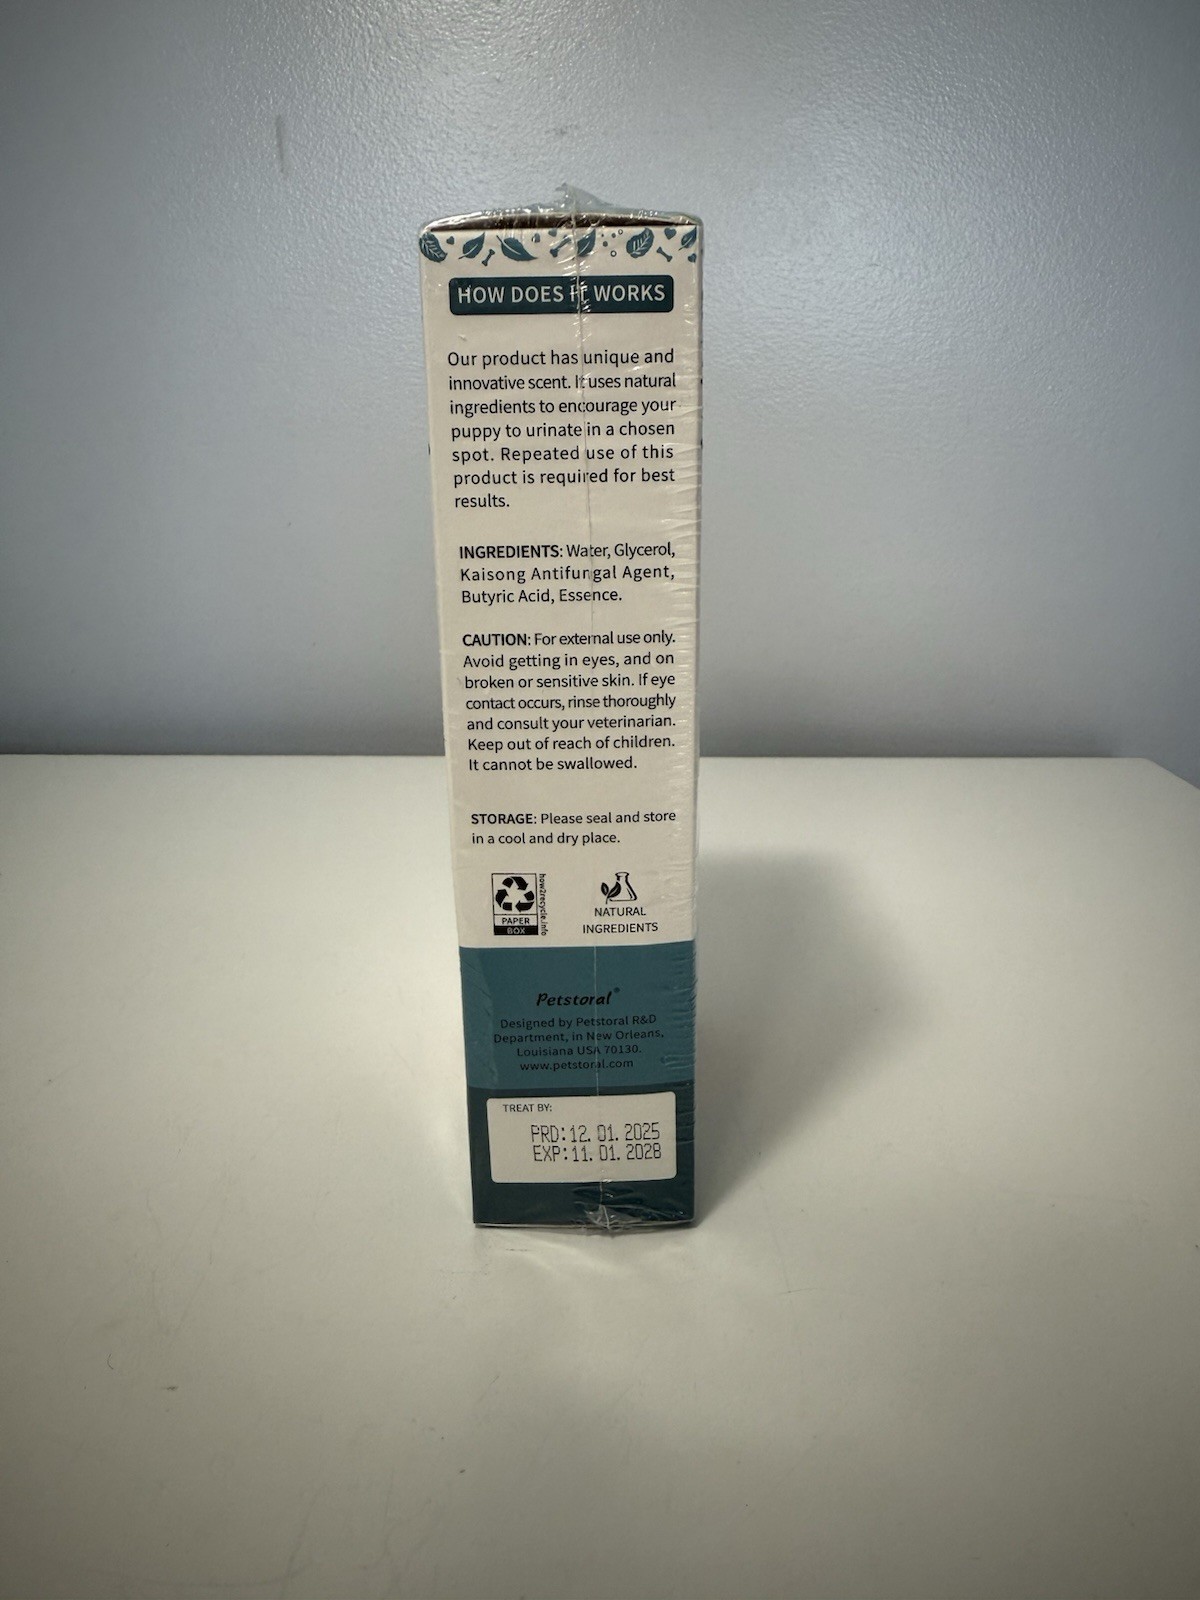 HOW DOES IT WORKS
Our product has unique and
innovative scent. It uses natural
ingredients to encourage your
puppy to urinate in a chosen
spot. Repeated use of this
product is required for best
results.
INGREDIENTS: Water, Glycerol,
Kaisong Antifungal Agent,
Butyric Acid, Essence.
CAUTION: For external use only.
Avoid getting in eyes, and on
broken or sensitive skin. If eye
contact occurs, rinse thoroughly
and consult your veterinarian.
Keep out of reach of children.
It cannot be swallowed.
STORAGE: Please seal and store
in a cool and dry place.
PAPER
BOX
how2recycle.info
NATURAL
INGREDIENTS
Petstoral®
Designed by Petstoral R&D
Department, in New Orleans,
Louisiana USA 70130.
www.petstoral.com
TREAT BY:
PRD:12. 01. 2025
EXP:11. 01. 2028